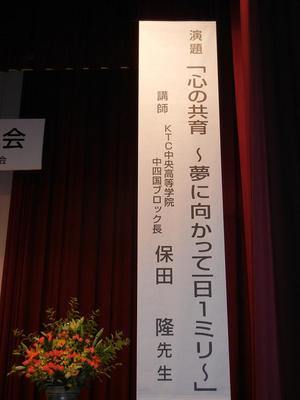 演題 「心の共育 ～夢に向かって一日1ミリ～」
講師 KTC中央高等学院
中四国ブロック長
保田 隆 先生
会
会